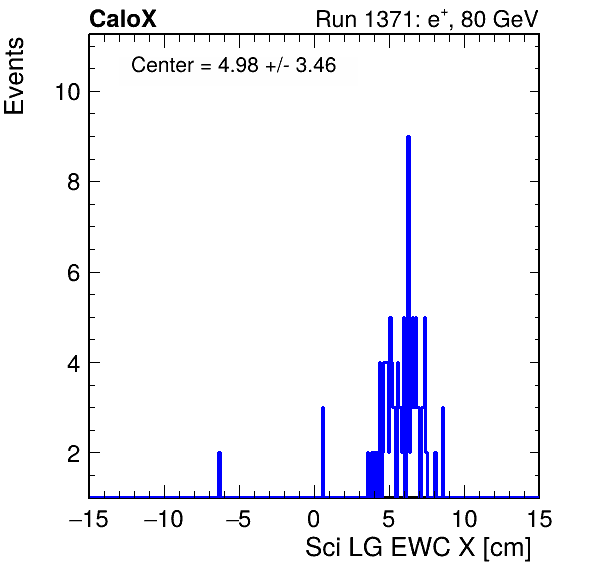 CaloX Run 1371: e⁺, 80 GeV
Center = 4.98 +/- 3.46
Events
10
8
6
4
2
−15 −10 −5 0 5 10 15
Sci LG EWC X [cm]